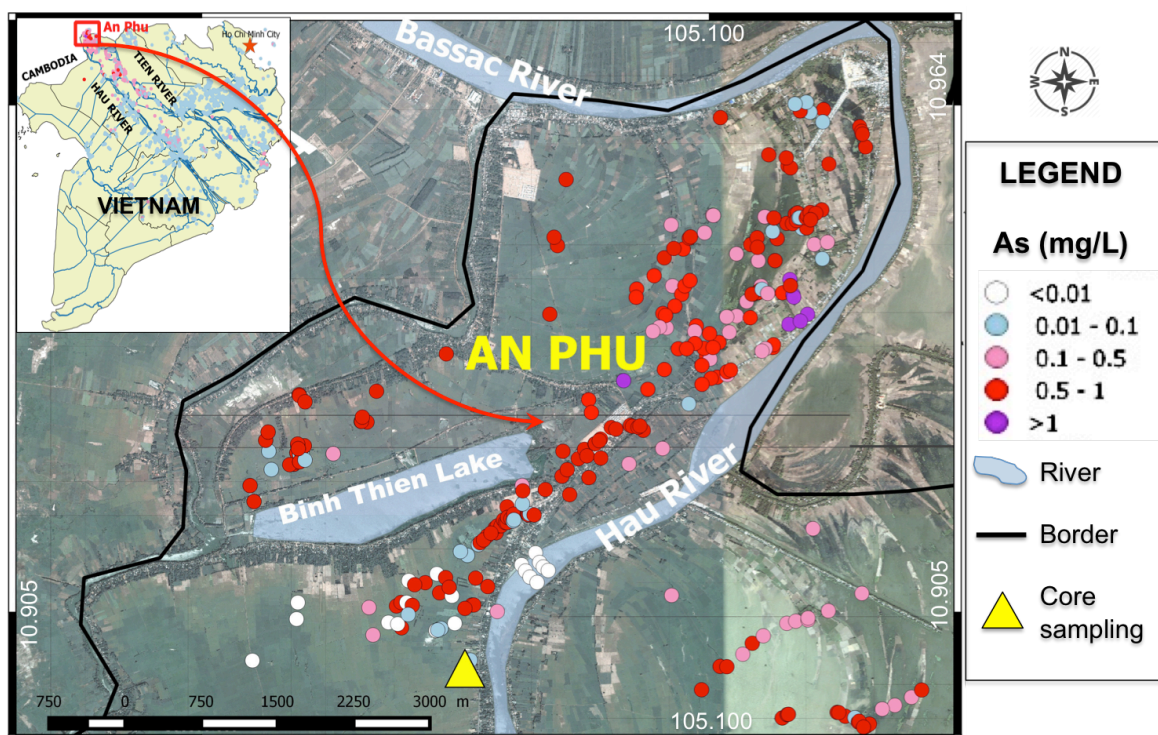 An Phu
Ho Chi Minh City
CAMBODIA
TIEN RIVER
HAU RIVER
VIETNAM
Bassac River
105.100
10.964
N
W
E
S
AN PHU
Binh Thien Lake
Hau River
10.905
10.905
750 0 750 1500 2250 3000 m
105.100
LEGEND
As (mg/L)
<0.01
0.01 - 0.1
0.1 - 0.5
0.5 - 1
>1
River
Border
Core
sampling